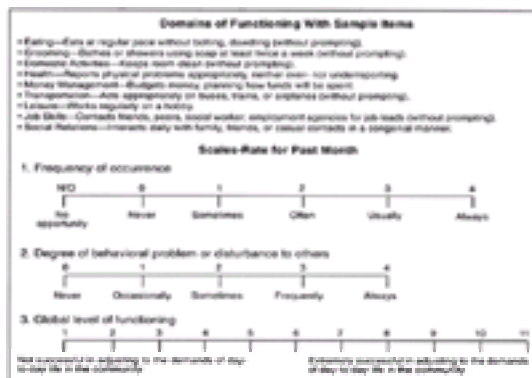 Domains of Functioning With Sample Items
• Eating—Eats at regular pace without bolting, dawdling (without prompting).
• Grooming—Bathes or showers using soap at least twice a week (without prompting).
• Domestic Activities—Keeps room clean (without prompting).
• Health—Reports physical problems appropriately, neither over- nor underreporting.
• Money Management—Budgets money, planning how funds will be spent.
• Transportation—Acts appropriately on buses, trains, or airplanes (without prompting).
• Leisure—Works regularly on a hobby.
• Job Skills—Contacts friends, peers, social worker, employment agencies for job leads (without prompting).
• Social Relations—Interacts daily with family, friends, or casual contacts in a congenial manner.
Scales-Rate for Past Month
1. Frequency of occurrence
N/O 0 1 2 3 4
No opportunity Never Sometimes Often Usually Always
2. Degree of behavioral problem or disturbance to others
0 1 2 3 4
Never Occasionally Sometimes Frequently Always
3. Global level of functioning
1 2 3 4 5 6 7 8 9 10 11
Not successful in adjusting to the demands of day-to-day life in the community
Extremely successful in adjusting to the demands of day-to-day life in the community